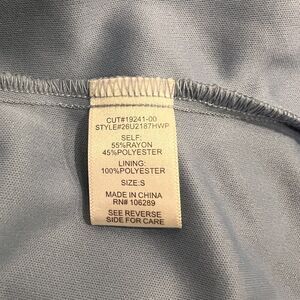 CUT#19241-00
STYLE#26U2187HWP
SELF:
55%RAYON
45%POLYESTER
LINING:
100%POLYESTER
SIZE:S
MADE IN CHINA
RN# 106289
SEE REVERSE
SIDE FOR CARE